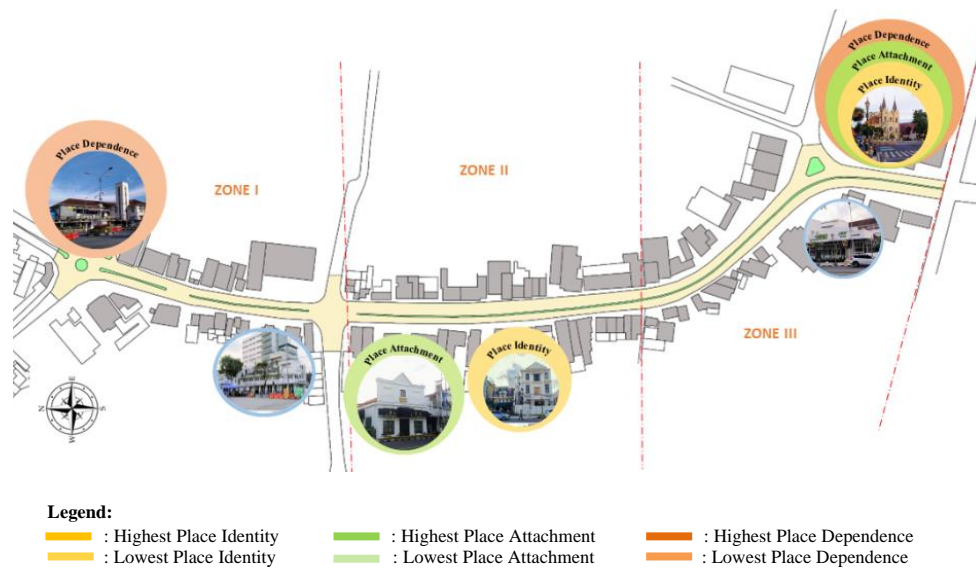 Place Dependence
Place Attachment
Place Identity
Place Dependence
ZONE I
ZONE II
ZONE III
Place Attachment
Place Identity
N
E
S
W
Legend:
: Highest Place Identity
: Highest Place Attachment
: Highest Place Dependence
: Lowest Place Identity
: Lowest Place Attachment
: Lowest Place Dependence